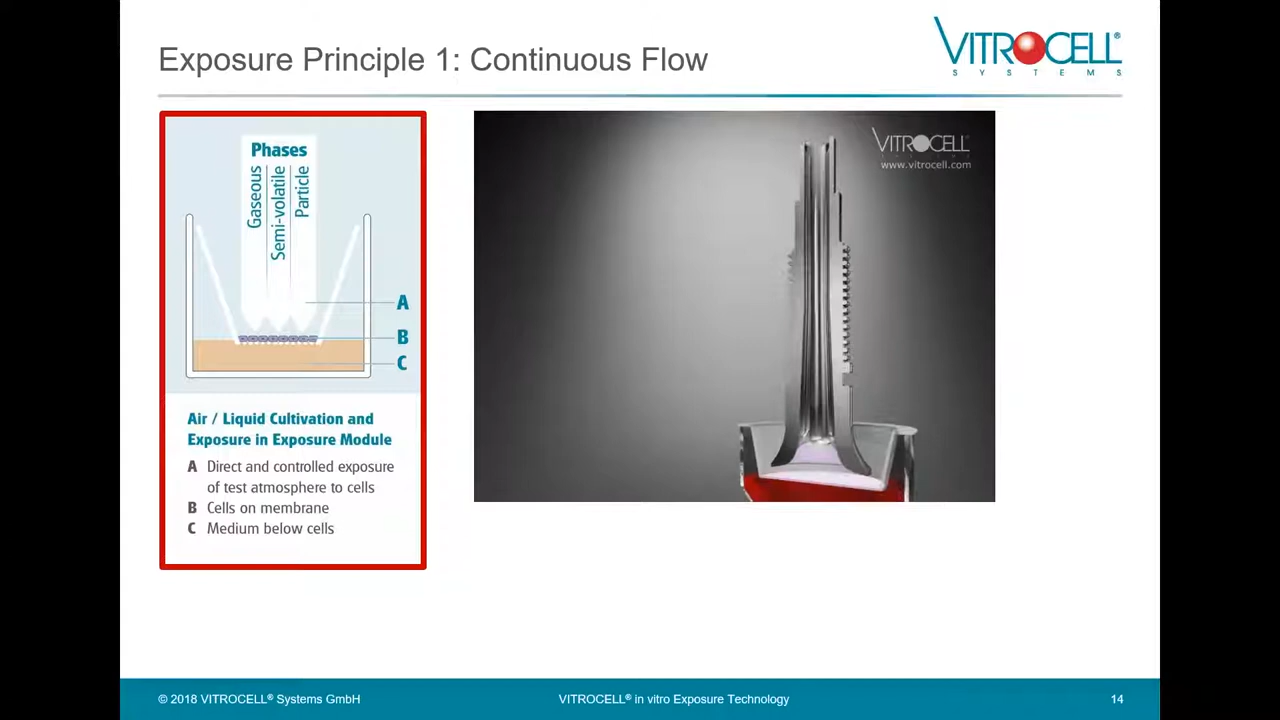 Exposure Principle 1: Continuous Flow
VITROCELL®
SYSTEMS
Phases
Gaseous
Semi-volatile
Particle
A
B
C
Air / Liquid Cultivation and
Exposure in Exposure Module
A Direct and controlled exposure
of test atmosphere to cells
B Cells on membrane
C Medium below cells
VITROCELL
SYSTEMS
www.vitrocell.com
© 2018 VITROCELL® Systems GmbH
VITROCELL® in vitro Exposure Technology
14